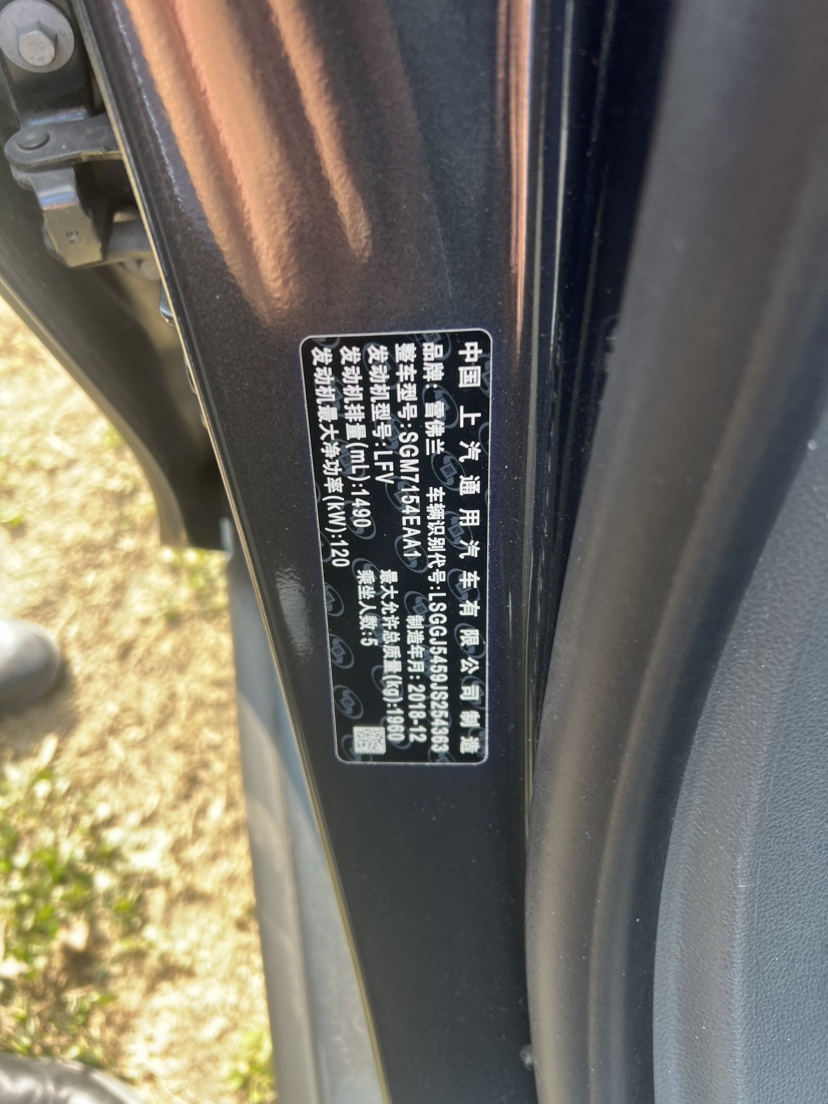 中国 上汽通用汽车有限公司制造
品牌：雪佛兰 车辆识别代号:LSGGJ5459JS254363
整车型号:SGM7154EAA1 制造年月：2018-12
发动机型号:LFV 最大允许总质量(kg):1960
发动机排量(mL):1490 乘坐人数:5
发动机最大净功率(kW):120